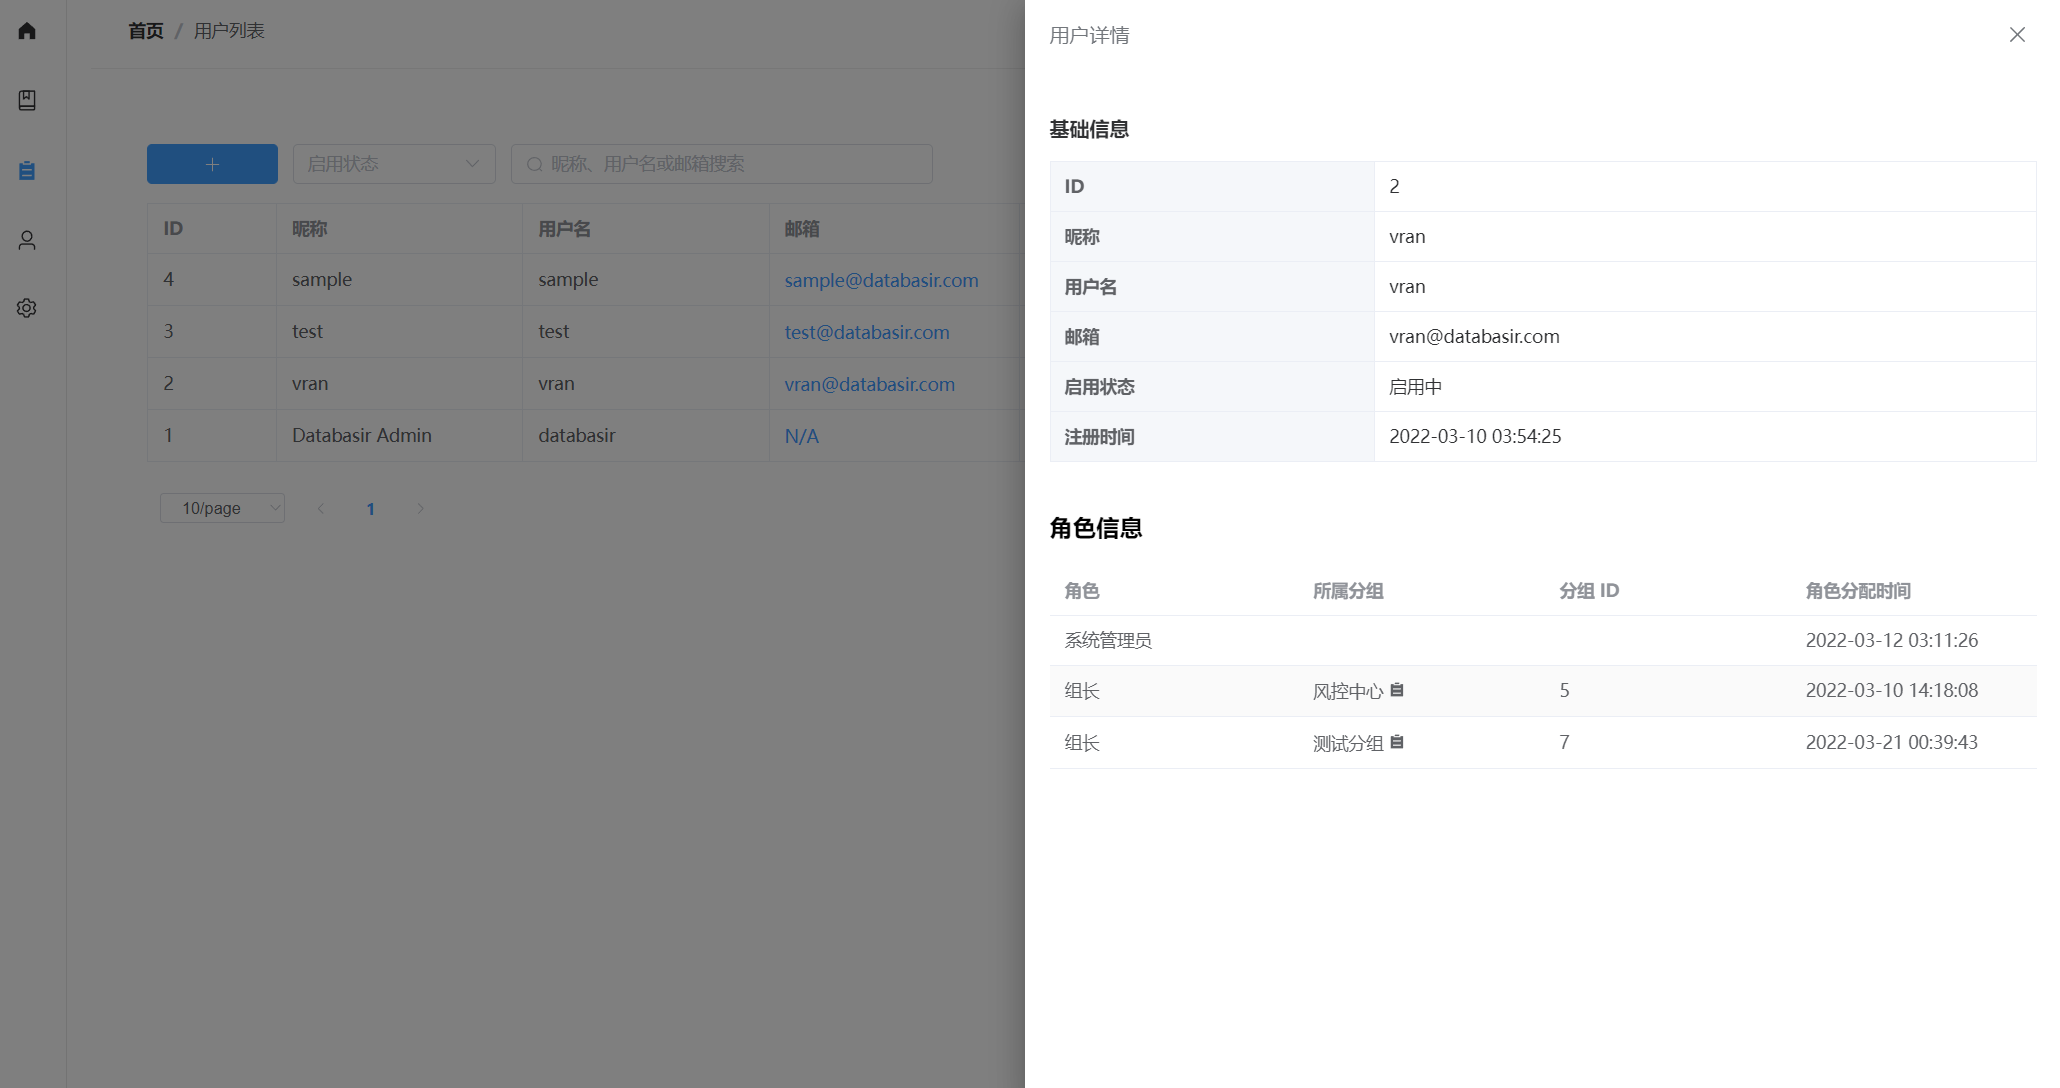 首页 / 用户列表
启用状态 昵称、用户名或邮箱搜索
ID 昵称 用户名 邮箱
4 sample sample sample@databasir.com
3 test test test@databasir.com
2 vran vran vran@databasir.com
1 Databasir Admin databasir N/A
10/page 1
用户详情
基础信息
ID 2
昵称 vran
用户名 vran
邮箱 vran@databasir.com
启用状态 启用中
注册时间 2022-03-10 03:54:25
角色信息
角色 所属分组 分组 ID 角色分配时间
系统管理员 2022-03-12 03:11:26
组长 风控中心 5 2022-03-10 14:18:08
组长 测试分组 7 2022-03-21 00:39:43